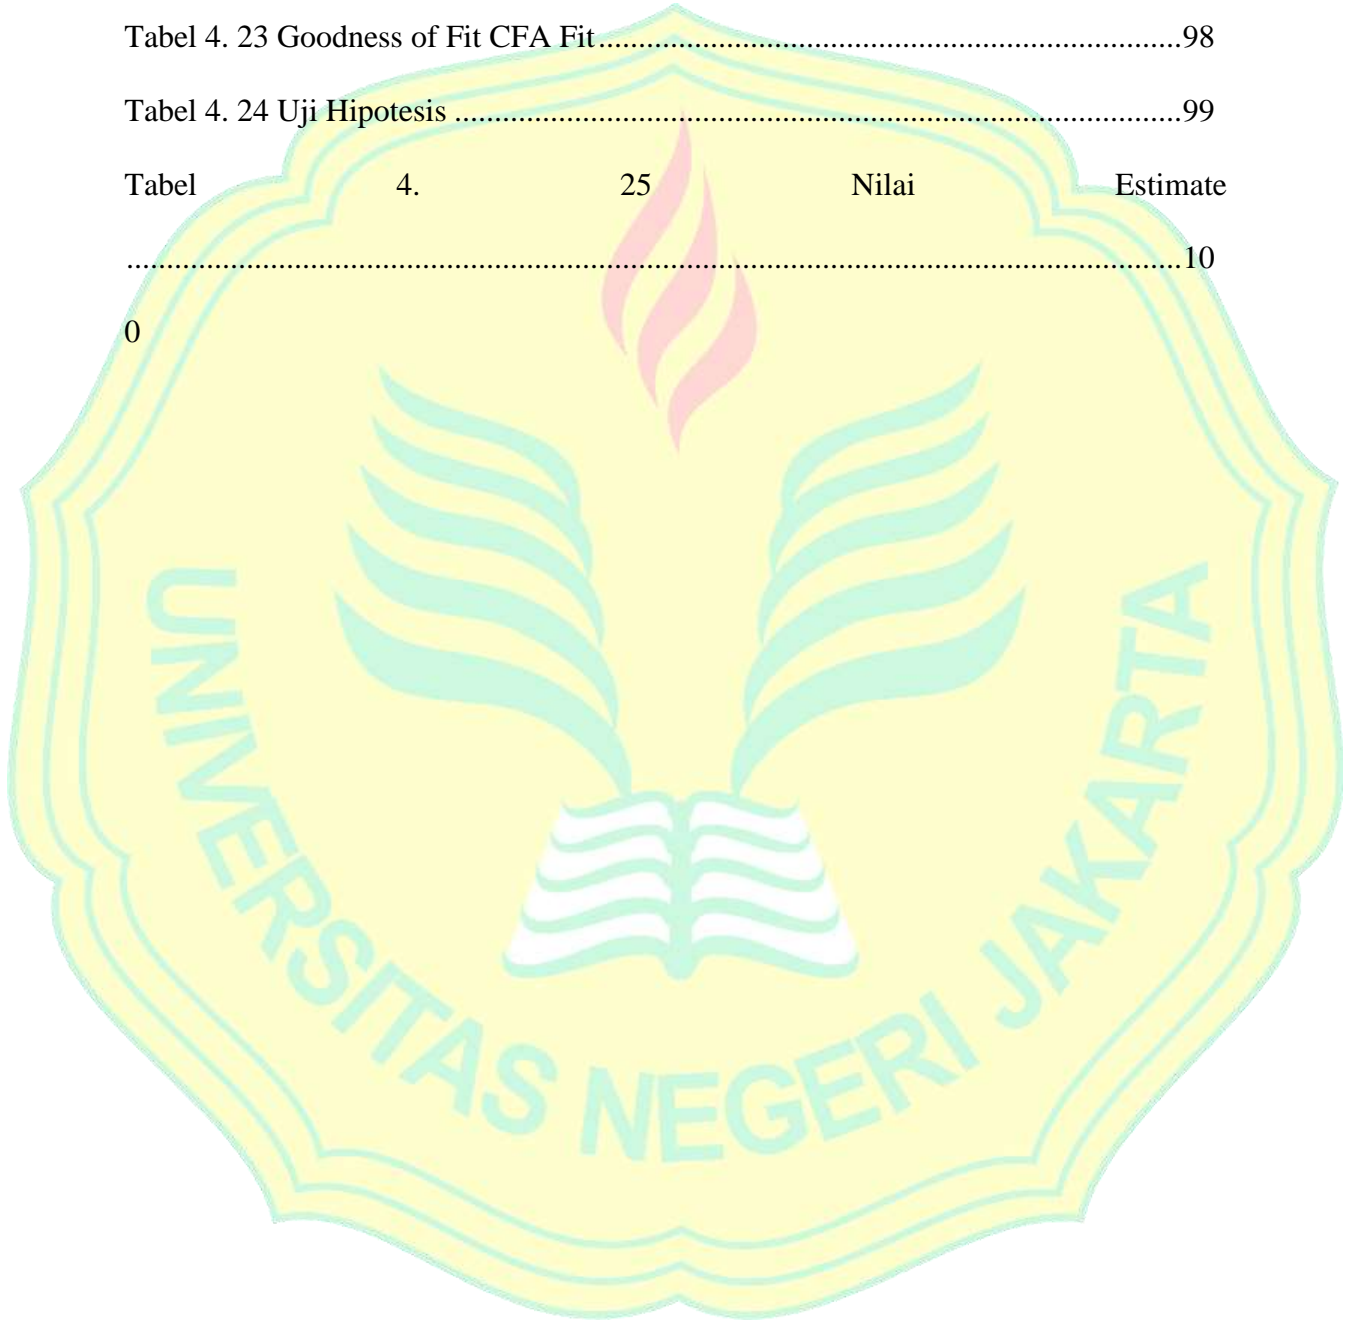 Tabel 4. 23 Goodness of Fit CFA Fit........................................................................98
Tabel 4. 24 Uji Hipotesis ..........................................................................................99
Tabel 4. 25 Nilai Estimate
...................................................................................................................................10
0
UNIVERSITAS NEGERI JAKARTA